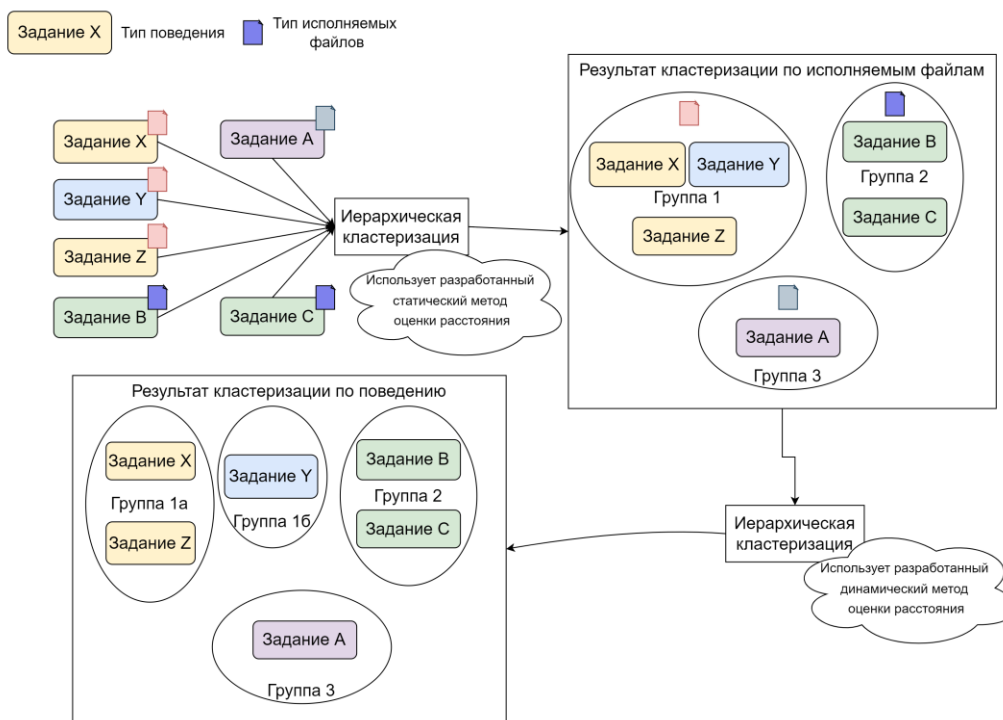 Задание X
Тип поведения
Тип исполняемых
файлов
Задание X
Задание A
Задание Y
Задание Z
Задание B
Задание C
Иерархическая
кластеризация
Использует разработанный
статический метод
оценки расстояния
Результат кластеризации по исполняемым файлам
Задание X
Задание Y
Группа 1
Задание Z
Задание B
Группа 2
Задание C
Задание A
Группа 3
Иерархическая
кластеризация
Использует разработанный
динамический метод
оценки расстояния
Результат кластеризации по поведению
Задание X
Группа 1а
Задание Z
Задание Y
Группа 1б
Задание B
Группа 2
Задание C
Задание A
Группа 3